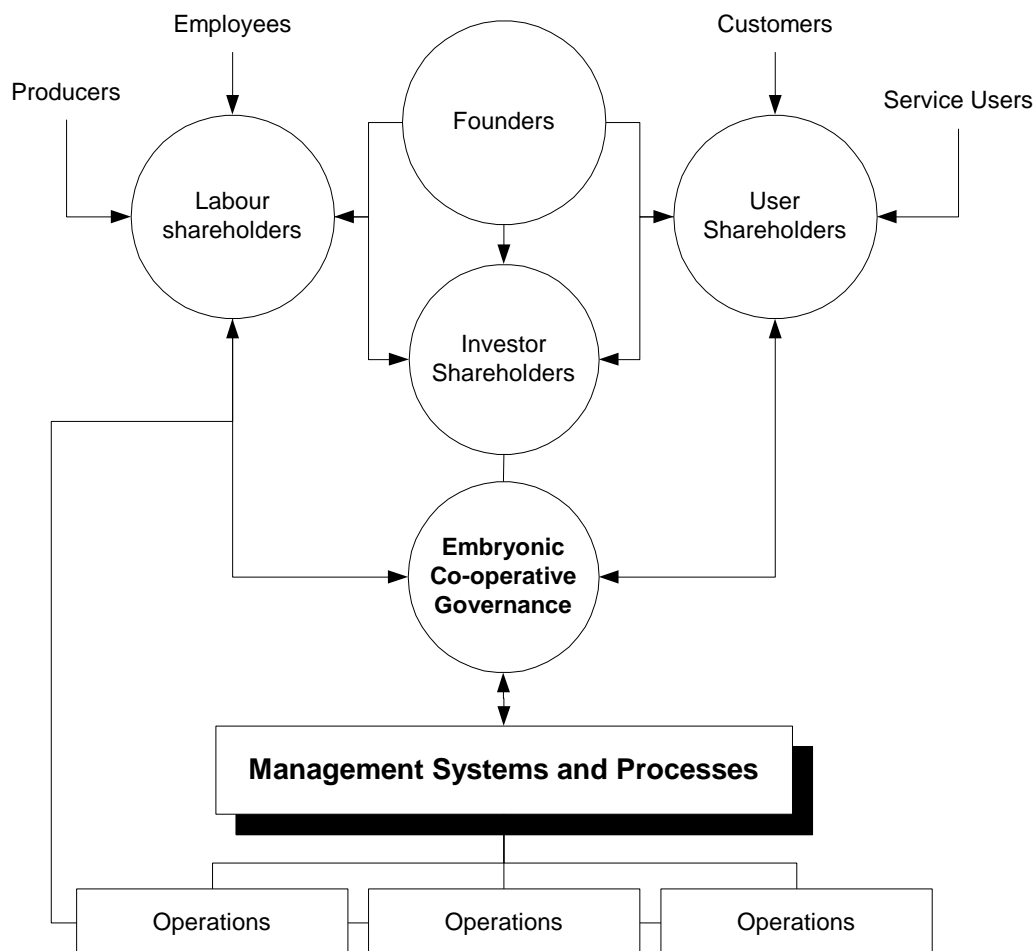 Employees
Customers
Producers
Service Users
Founders
Labour
shareholders
User
Shareholders
Investor
Shareholders
Embryonic
Co-operative
Governance
Management Systems and Processes
Operations
Operations
Operations